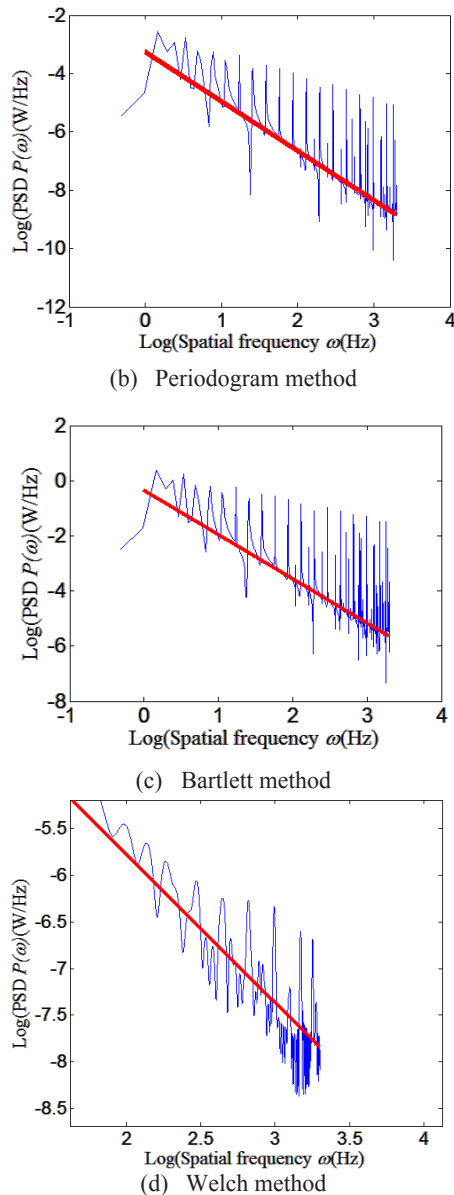 -2
-4
-6
-8
-10
-12
Log(PSD P(ω)(W/Hz)
-1 0 1 2 3 4
Log(Spatial frequency ω(Hz)
(b) Periodogram method
2
0
-2
-4
-6
-8
Log(PSD P(ω)(W/Hz)
-1 0 1 2 3 4
Log(Spatial frequency ω(Hz)
(c) Bartlett method
-5.5
-6
-6.5
-7
-7.5
-8
-8.5
Log(PSD P(ω)(W/Hz)
2 2.5 3 3.5 4
Log(Spatial frequency ω(Hz)
(d) Welch method